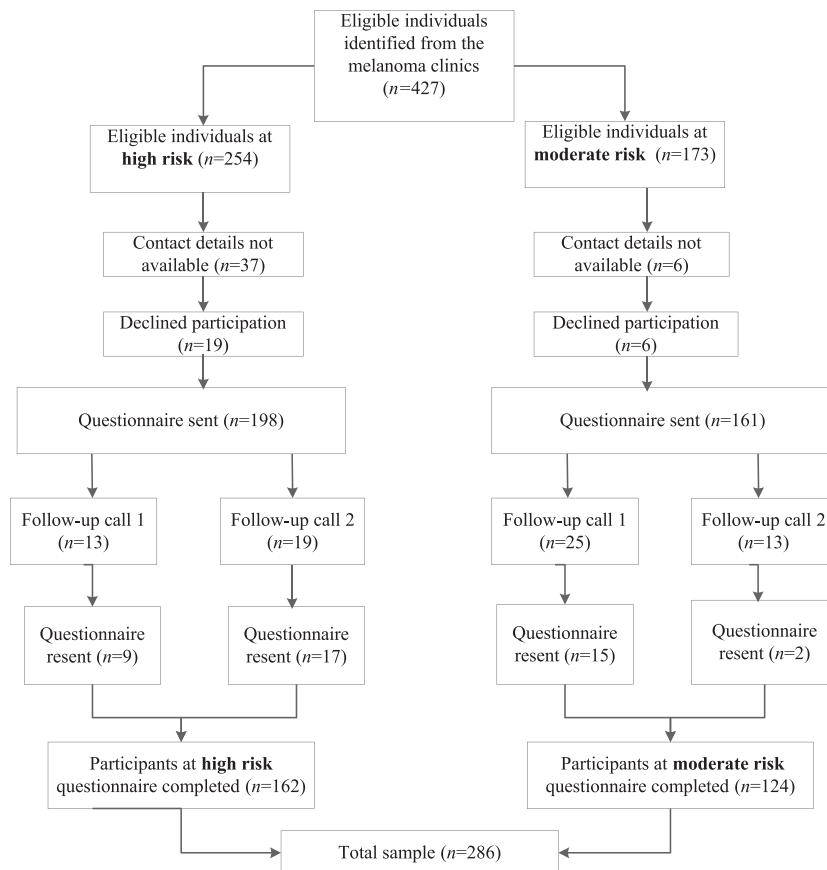 Eligible individuals
identified from the
melanoma clinics
(n=427)
Eligible individuals at
high risk (n=254)
Eligible individuals at
moderate risk (n=173)
Contact details not
available (n=37)
Contact details not
available (n=6)
Declined participation
(n=19)
Declined participation
(n=6)
Questionnaire sent (n=198)
Questionnaire sent (n=161)
Follow-up call 1
(n=13)
Follow-up call 2
(n=19)
Follow-up call 1
(n=25)
Follow-up call 2
(n=13)
Questionnaire
resent (n=9)
Questionnaire
resent (n=17)
Questionnaire
resent (n=15)
Questionnaire
resent (n=2)
Participants at high risk
questionnaire completed (n=162)
Participants at moderate risk
questionnaire completed (n=124)
Total sample (n=286)